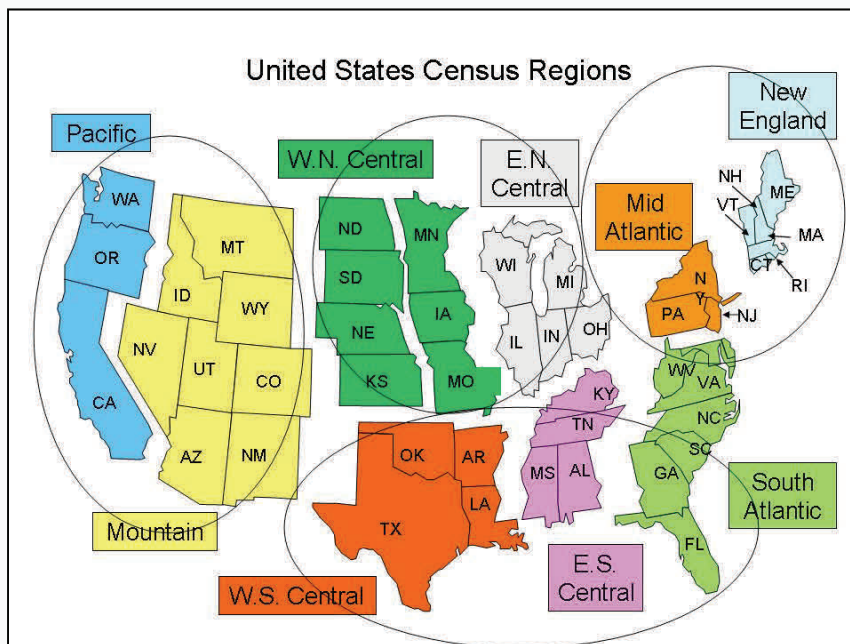 United States Census Regions
New
England
Pacific
W.N. Central
E.N.
Central
Mid
Atlantic
NH
ME
VT
MA
CT
RI
WA
OR
CA
MT
ID
WY
NV
UT
CO
AZ
NM
ND
MN
SD
IA
NE
KS
MO
WI
MI
IL
IN
OH
N
Y
PA
NJ
KY
TN
MS
AL
WV
VA
NC
SC
GA
FL
OK
AR
TX
LA
South
Atlantic
Mountain
E.S.
Central
W.S. Central